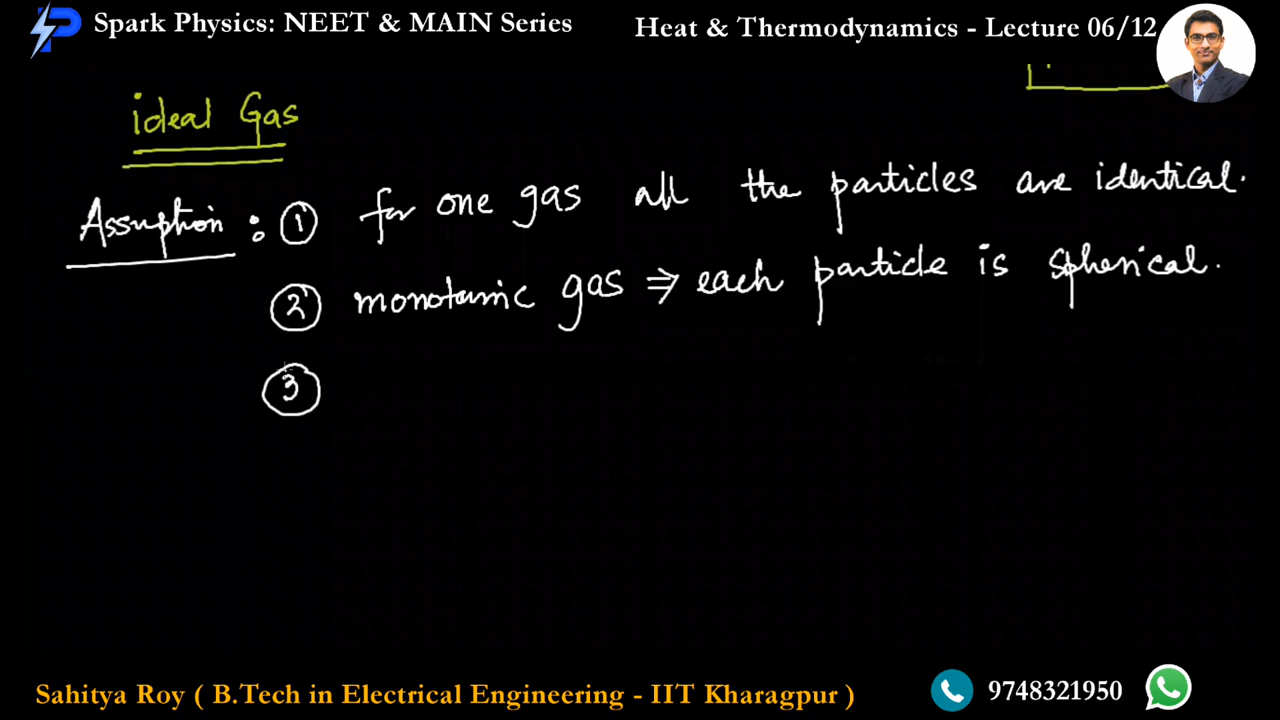 Spark Physics: NEET & MAIN Series
Heat & Thermodynamics - Lecture 06/12
ideal Gas
Assuption : ① for one gas all the particles are identical.
② monotamic gas ⇒ each particle is spherical.
③
Sahitya Roy ( B.Tech in Electrical Engineering - IIT Kharagpur )
9748321950